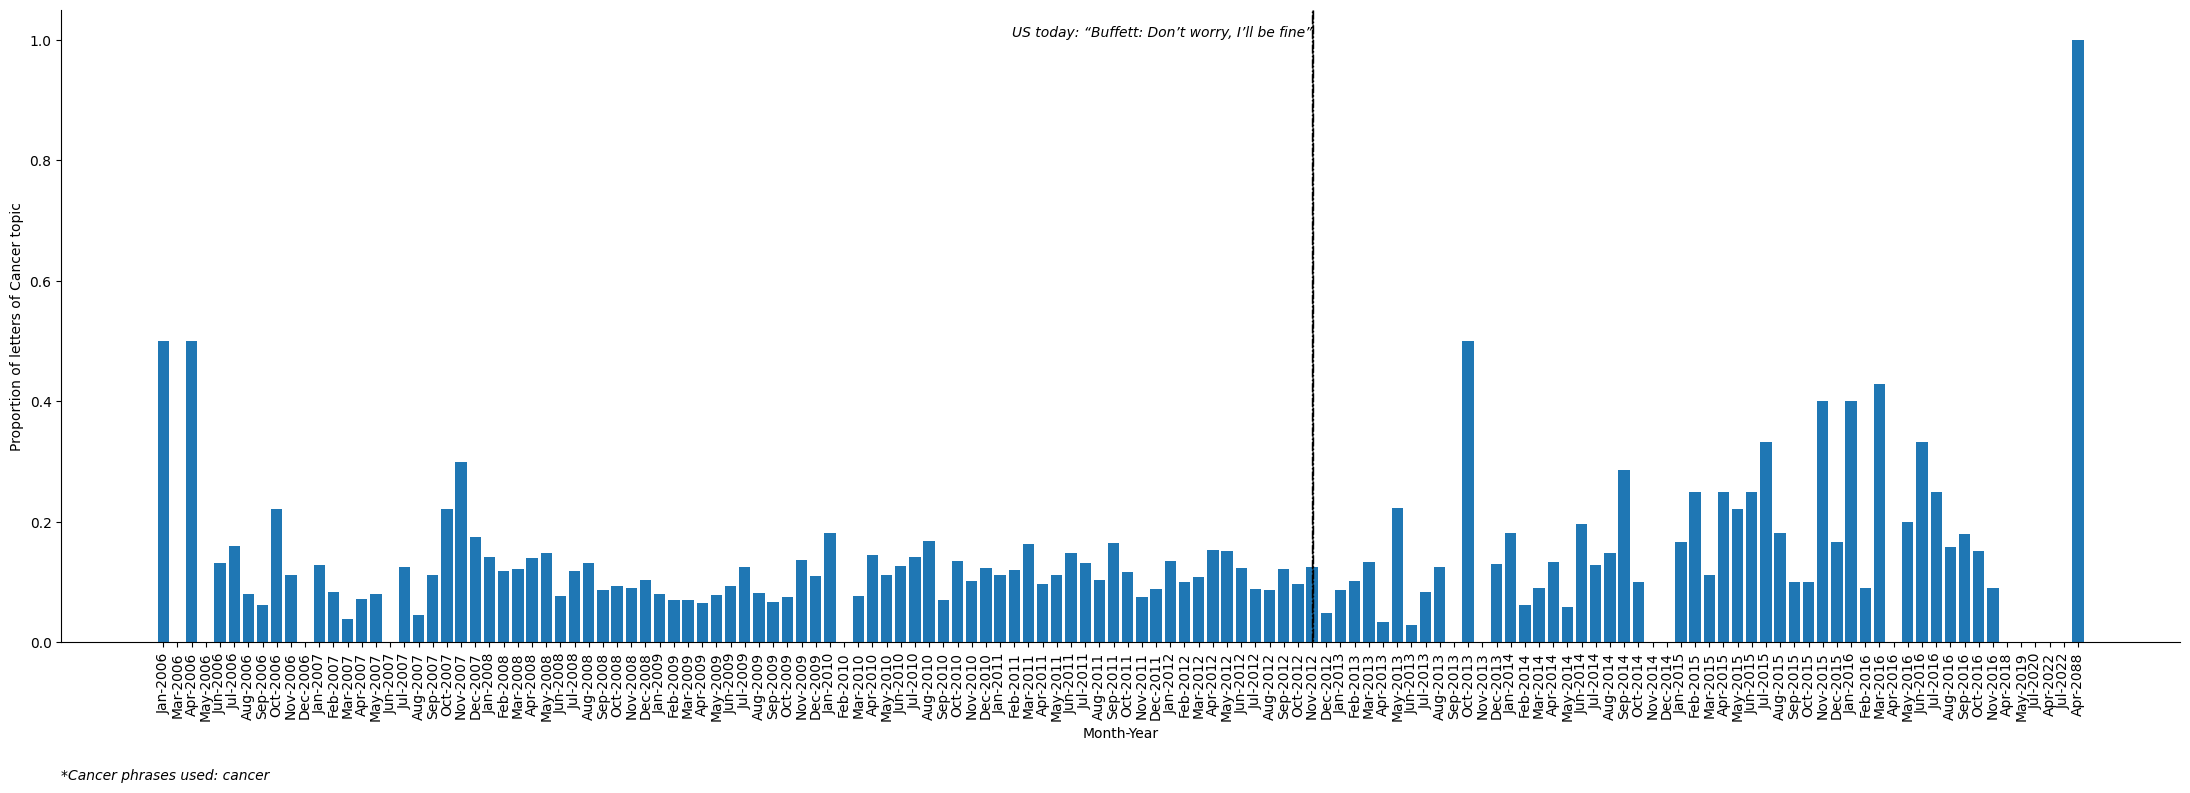 US today: “Buffett: Don’t worry, I’ll be fine”
Proportion of letters of Cancer topic
1.0
0.8
0.6
0.4
0.2
0.0
Jan-2006
Mar-2006
Apr-2006
May-2006
Jun-2006
Jul-2006
Aug-2006
Sep-2006
Oct-2006
Nov-2006
Dec-2006
Jan-2007
Feb-2007
Mar-2007
Apr-2007
May-2007
Jun-2007
Jul-2007
Aug-2007
Sep-2007
Oct-2007
Nov-2007
Dec-2007
Jan-2008
Feb-2008
Mar-2008
Apr-2008
May-2008
Jun-2008
Jul-2008
Aug-2008
Sep-2008
Oct-2008
Nov-2008
Dec-2008
Jan-2009
Feb-2009
Mar-2009
Apr-2009
May-2009
Jun-2009
Jul-2009
Aug-2009
Sep-2009
Oct-2009
Nov-2009
Dec-2009
Jan-2010
Feb-2010
Mar-2010
Apr-2010
May-2010
Jun-2010
Jul-2010
Aug-2010
Sep-2010
Oct-2010
Nov-2010
Dec-2010
Jan-2011
Feb-2011
Mar-2011
Apr-2011
May-2011
Jun-2011
Jul-2011
Aug-2011
Sep-2011
Oct-2011
Nov-2011
Dec-2011
Jan-2012
Feb-2012
Mar-2012
Apr-2012
May-2012
Jun-2012
Jul-2012
Aug-2012
Sep-2012
Oct-2012
Nov-2012
Dec-2012
Jan-2013
Feb-2013
Mar-2013
Apr-2013
May-2013
Jun-2013
Jul-2013
Aug-2013
Sep-2013
Oct-2013
Nov-2013
Dec-2013
Jan-2014
Feb-2014
Mar-2014
Apr-2014
May-2014
Jun-2014
Jul-2014
Aug-2014
Sep-2014
Oct-2014
Nov-2014
Dec-2014
Jan-2015
Feb-2015
Mar-2015
Apr-2015
May-2015
Jun-2015
Jul-2015
Aug-2015
Sep-2015
Oct-2015
Nov-2015
Dec-2015
Jan-2016
Feb-2016
Mar-2016
Apr-2016
May-2016
Jun-2016
Jul-2016
Aug-2016
Sep-2016
Oct-2016
Nov-2016
Apr-2018
May-2019
Jul-2020
Apr-2022
Jul-2022
Apr-2088
Month-Year
*Cancer phrases used: cancer